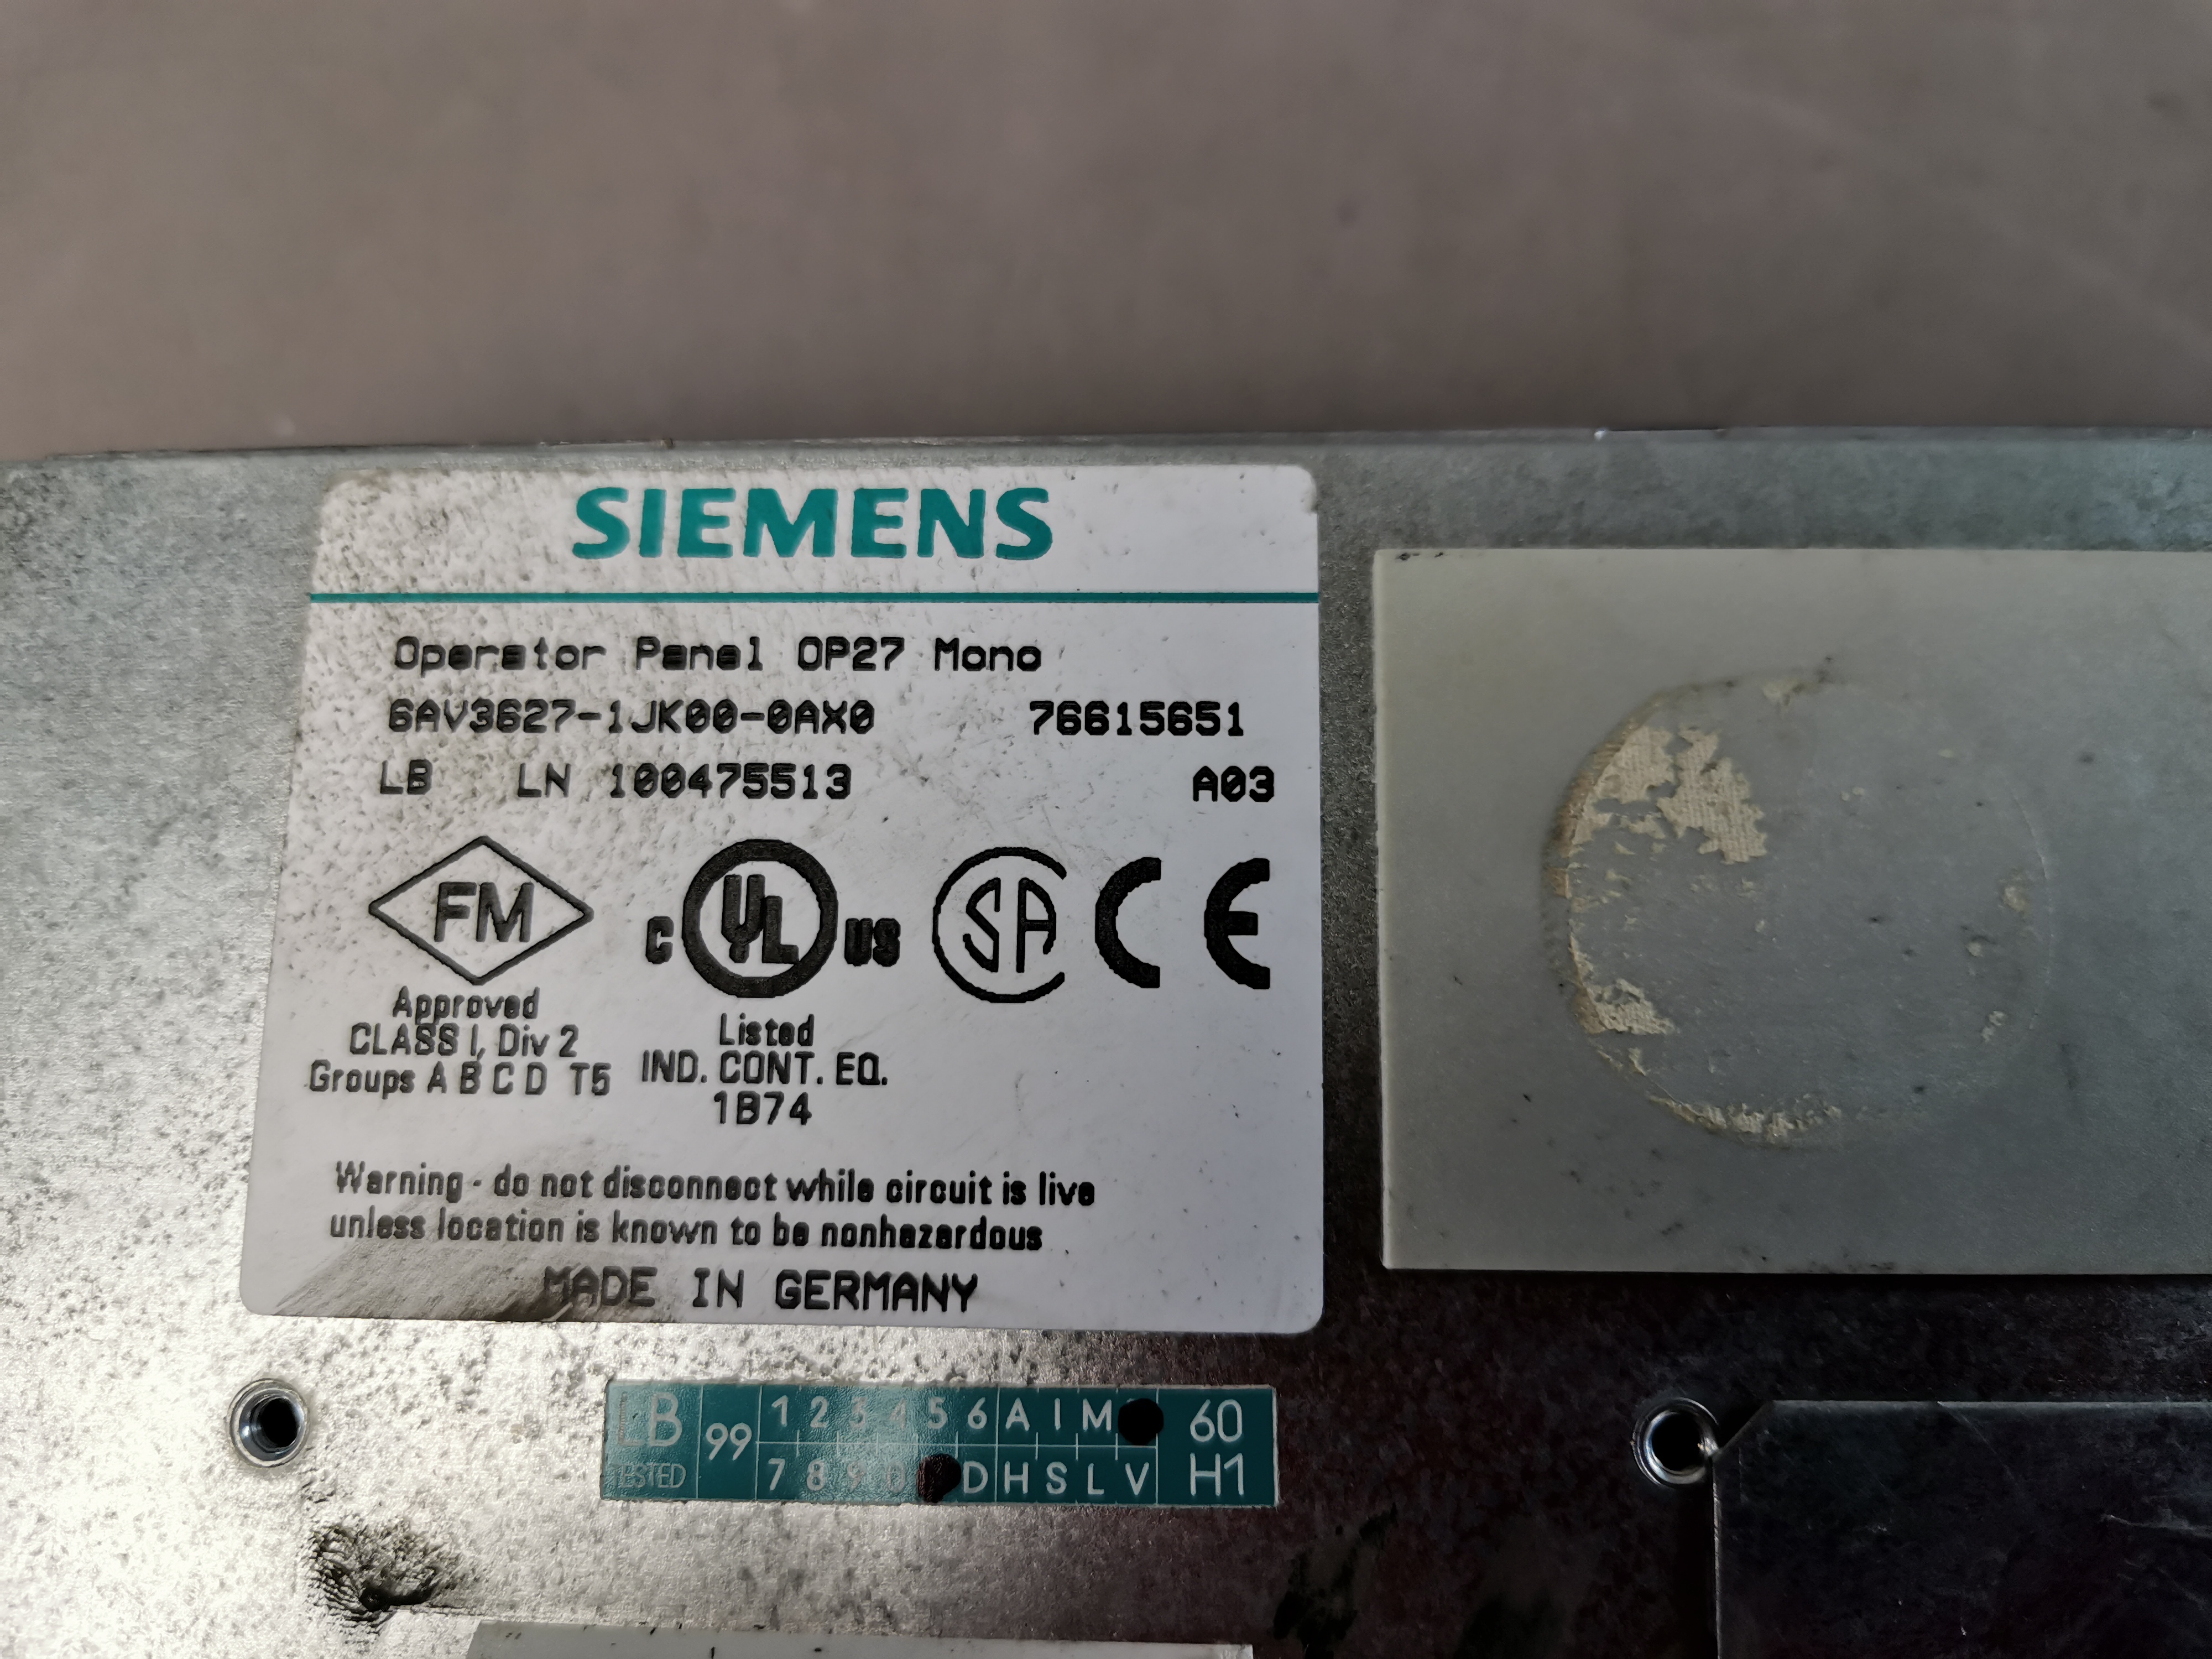 SIEMENS
Operator Panel OP27 Mono
6AV3627-1JK00-0AX0 76615651
LB LN 100475513 A03
FM
Approved
CLASS I, Div 2
Groups A B C D T5
C UL US
Listed
IND. CONT. EQ.
1B74
SA
CE
Warning - do not disconnect while circuit is live
unless location is known to be nonhazardous
MADE IN GERMANY
LB 99 1 2 3 4 5 6 A I M 60
TESTED 7 8 9 0 D H S L V H1